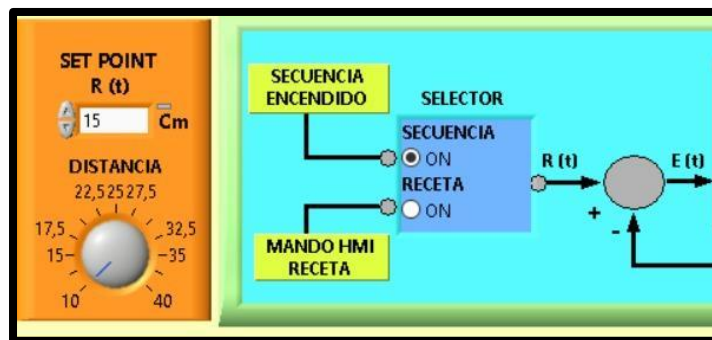 SET POINT
R (t)
15 Cm
DISTANCIA
22,5 25 27,5
17,5 32,5
15 35
10 40
SECUENCIA
ENCENDIDO
SELECTOR
SECUENCIA
ON
RECETA
ON
MANDO HMI
RECETA
R (t)
+
-
E (t)